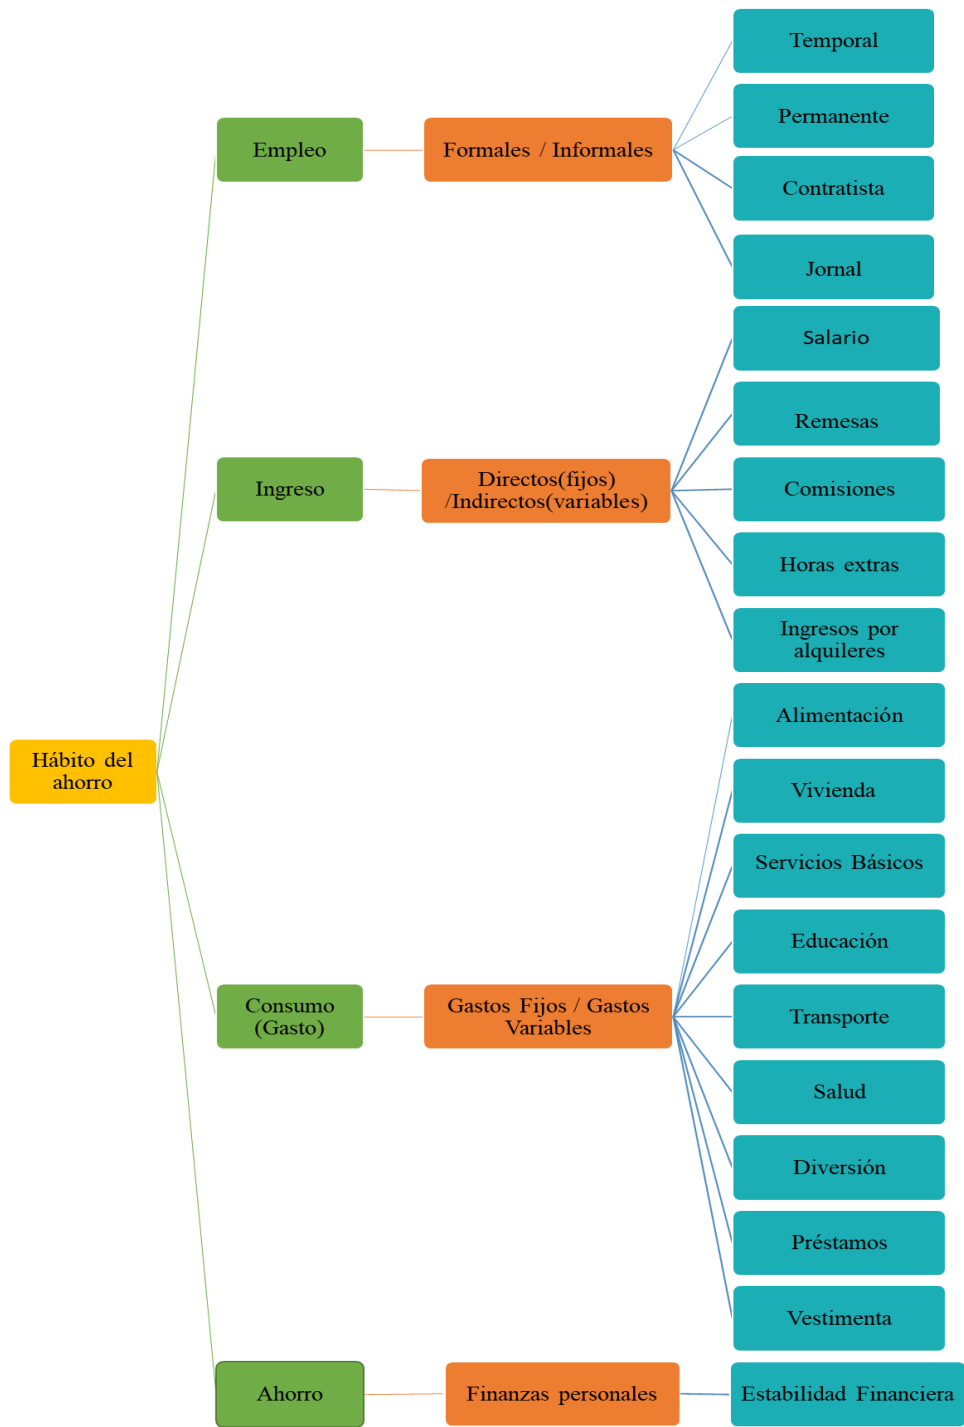 Hábito del
ahorro
Empleo
Formales / Informales
Temporal
Permanente
Contratista
Jornal
Ingreso
Directos(fijos)
/Indirectos(variables)
Salario
Remesas
Comisiones
Horas extras
Ingresos por
alquileres
Consumo
(Gasto)
Gastos Fijos / Gastos
Variables
Alimentación
Vivienda
Servicios Básicos
Educación
Transporte
Salud
Diversión
Préstamos
Vestimenta
Ahorro
Finanzas personales
Estabilidad Financiera